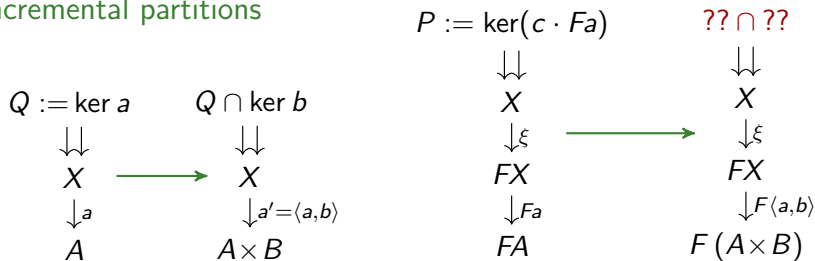 ncremental partitions
Q := ker a
Q ∩ ker b
X
X
a
a′=⟨a,b⟩
A
A×B
P := ker(c · Fa)
?? ∩ ??
X
X
ξ
ξ
FX
FX
Fa
F⟨a,b⟩
FA
F (A×B)